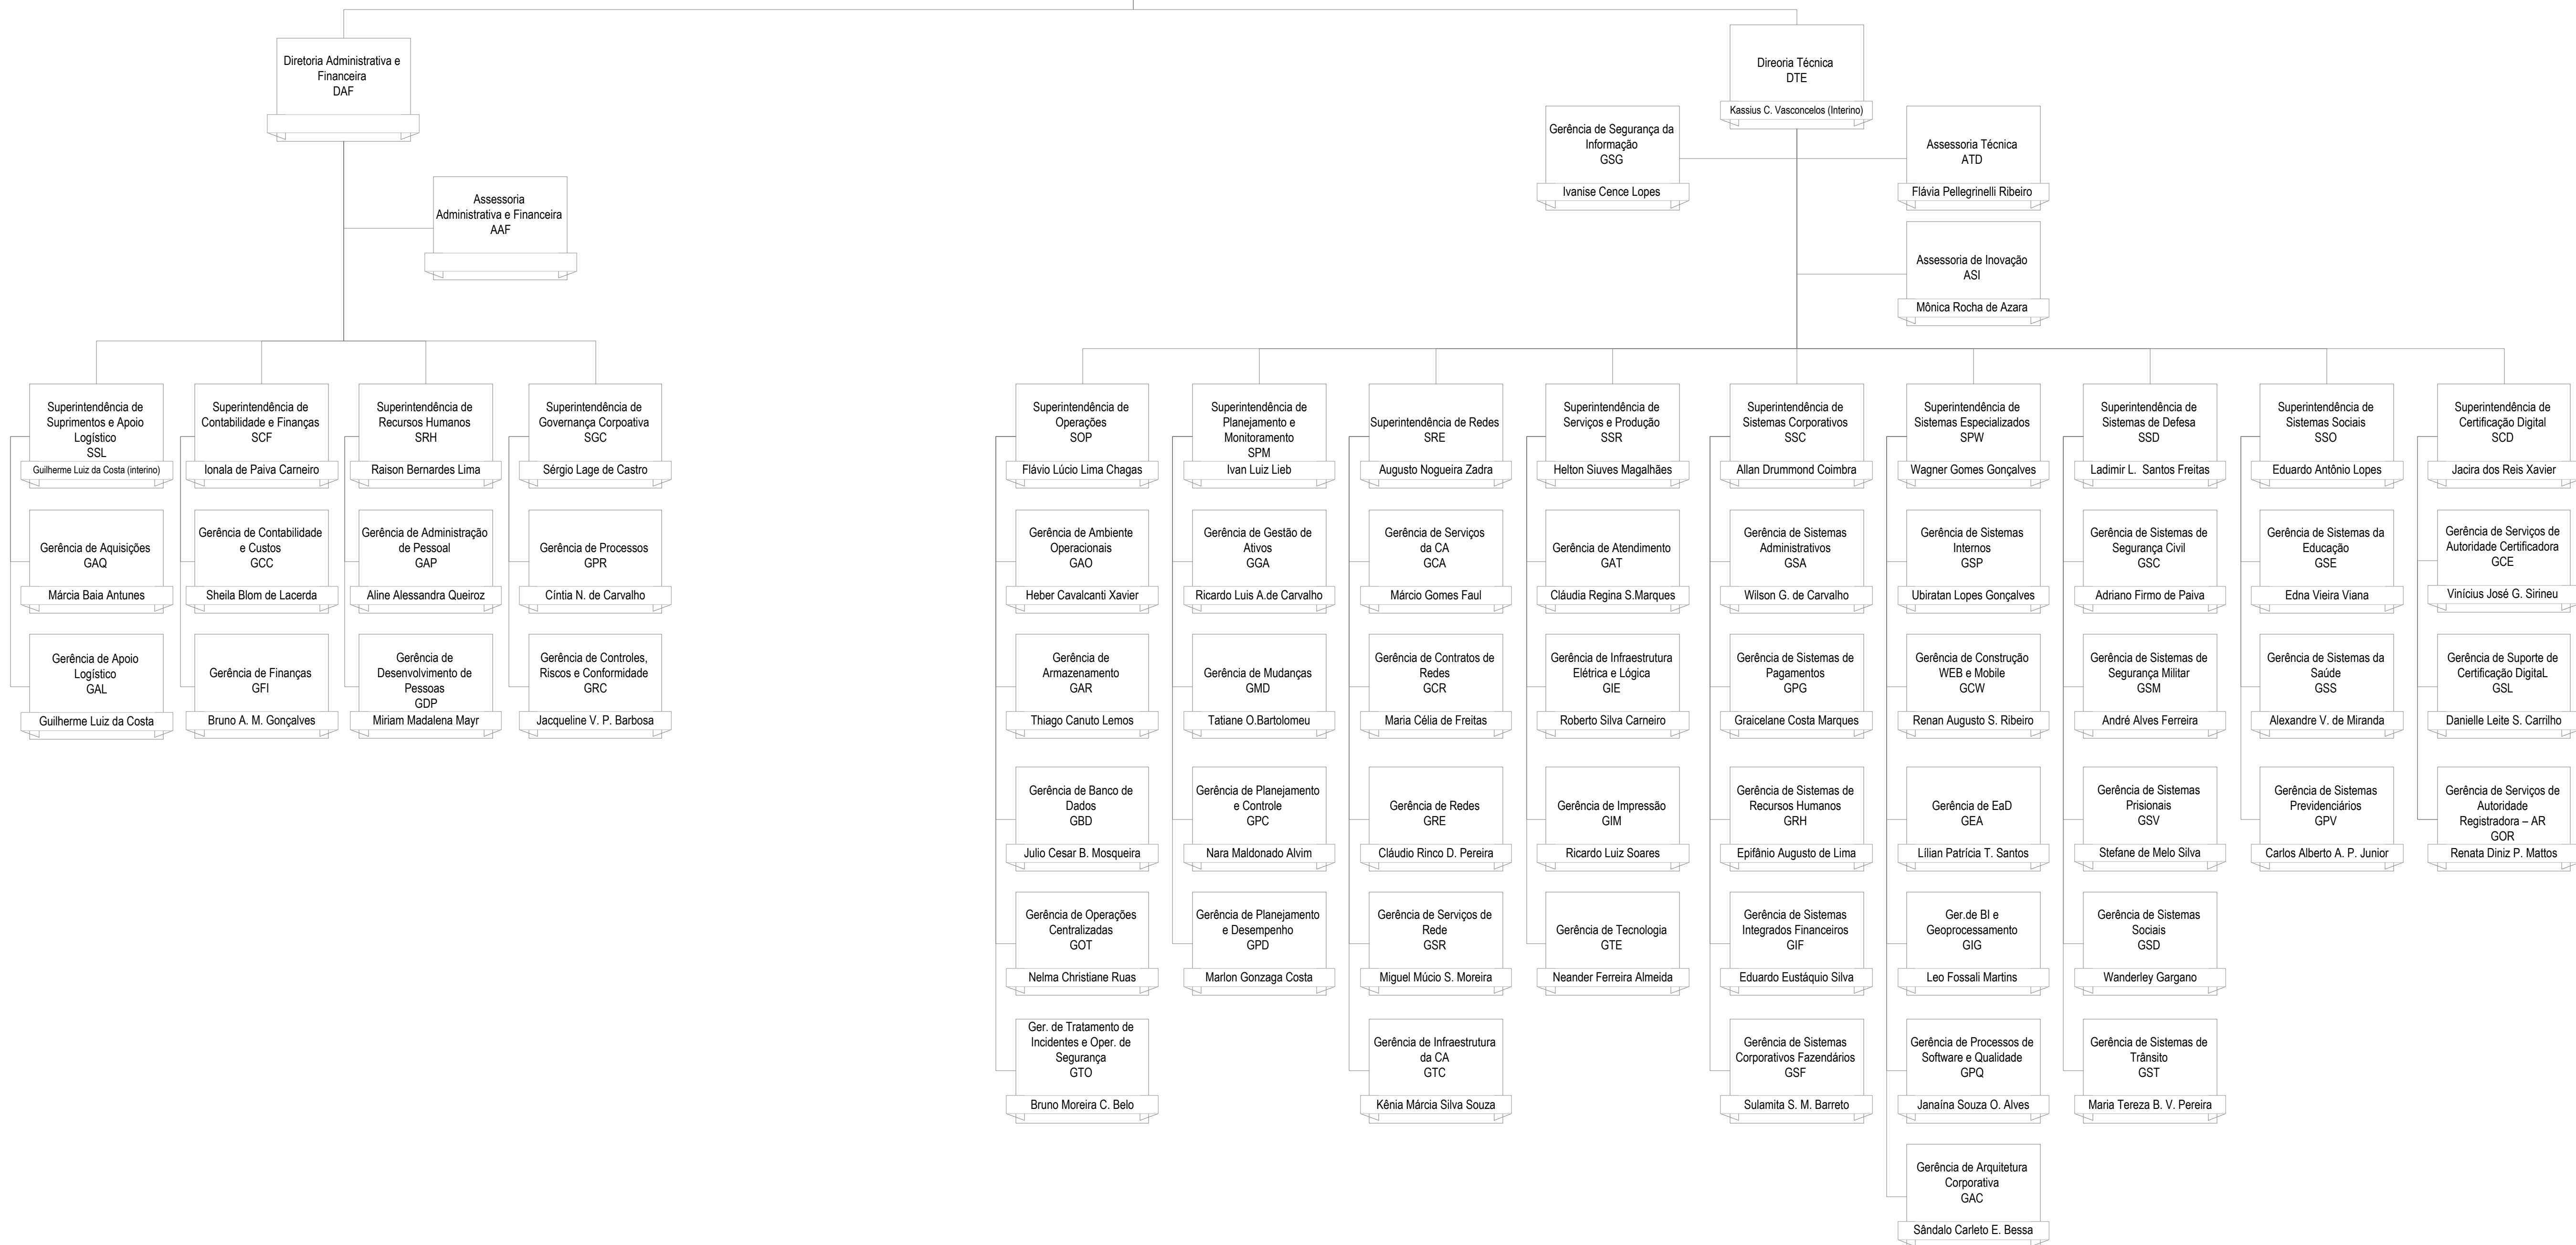 Diretoria Administrativa e
Financeira
DAF
Assessoria
Administrativa e Financeira
AAF
Superintendência de
Suprimentos e Apoio
Logístico
SSL
Guilherme Luiz da Costa (interino)
Gerência de Aquisições
GAQ
Márcia Baia Antunes
Gerência de Apoio
Logístico
GAL
Guilherme Luiz da Costa
Superintendência de
Contabilidade e Finanças
SCF
Ionala de Paiva Carneiro
Gerência de Contabilidade
e Custos
GCC
Sheila Blom de Lacerda
Gerência de Finanças
GFI
Bruno A. M. Gonçalves
Superintendência de
Recursos Humanos
SRH
Raison Bernardes Lima
Gerência de Administração
de Pessoal
GAP
Aline Alessandra Queiroz
Gerência de
Desenvolvimento de
Pessoas
GDP
Miriam Madalena Mayr
Superintendência de
Governança Corpoativa
SGC
Sérgio Lage de Castro
Gerência de Processos
GPR
Cíntia N. de Carvalho
Gerência de Controles,
Riscos e Conformidade
GRC
Jacqueline V. P. Barbosa
Direoria Técnica
DTE
Kassius C. Vasconcelos (Interino)
Gerência de Segurança da
Informação
GSG
Ivanise Cence Lopes
Assessoria Técnica
ATD
Flávia Pellegrinelli Ribeiro
Assessoria de Inovação
ASI
Mônica Rocha de Azara
Superintendência de
Operações
SOP
Flávio Lúcio Lima Chagas
Gerência de Ambiente
Operacionais
GAO
Heber Cavalcanti Xavier
Gerência de
Armazenamento
GAR
Thiago Canuto Lemos
Gerência de Banco de
Dados
GBD
Julio Cesar B. Mosqueira
Gerência de Operações
Centralizadas
GOT
Nelma Christiane Ruas
Ger. de Tratamento de
Incidentes e Oper. de
Segurança
GTO
Bruno Moreira C. Belo
Superintendência de
Planejamento e
Monitoramento
SPM
Ivan Luiz Lieb
Gerência de Gestão de
Ativos
GGA
Ricardo Luis A.de Carvalho
Gerência de Mudanças
GMD
Tatiane O.Bartolomeu
Gerência de Planejamento
e Controle
GPC
Nara Maldonado Alvim
Gerência de Planejamento
e Desempenho
GPD
Marlon Gonzaga Costa
Superintendência de Redes
SRE
Augusto Nogueira Zadra
Gerência de Serviços
da CA
GCA
Márcio Gomes Faul
Gerência de Contratos de
Redes
GCR
Maria Célia de Freitas
Gerência de Redes
GRE
Cláudio Rinco D. Pereira
Gerência de Serviços de
Rede
GSR
Miguel Múcio S. Moreira
Gerência de Infraestrutura
da CA
GTC
Kênia Márcia Silva Souza
Superintendência de
Serviços e Produção
SSR
Helton Siuves Magalhães
Gerência de Atendimento
GAT
Cláudia Regina S.Marques
Gerência de Infraestrutura
Elétrica e Lógica
GIE
Roberto Silva Carneiro
Gerência de Impressão
GIM
Ricardo Luiz Soares
Gerência de Tecnologia
GTE
Neander Ferreira Almeida
Superintendência de
Sistemas Corporativos
SSC
Allan Drummond Coimbra
Gerência de Sistemas
Administrativos
GSA
Wilson G. de Carvalho
Gerência de Sistemas de
Pagamentos
GPG
Graicelane Costa Marques
Gerência de Sistemas de
Recursos Humanos
GRH
Epifânio Augusto de Lima
Gerência de Sistemas
Integrados Financeiros
GIF
Eduardo Eustáquio Silva
Gerência de Sistemas
Corporativos Fazendários
GSF
Sulamita S. M. Barreto
Superintendência de
Sistemas Especializados
SPW
Wagner Gomes Gonçalves
Gerência de Sistemas
Internos
GSP
Ubiratan Lopes Gonçalves
Gerência de Construção
WEB e Mobile
GCW
Renan Augusto S. Ribeiro
Gerência de EaD
GEA
Lílian Patrícia T. Santos
Ger.de BI e
Geoprocessamento
GIG
Leo Fossali Martins
Gerência de Processos de
Software e Qualidade
GPQ
Janaína Souza O. Alves
Gerência de Arquitetura
Corporativa
GAC
Sândalo Carleto E. Bessa
Superintendência de
Sistemas de Defesa
SSD
Ladimir L.  Santos Freitas
Gerência de Sistemas de
Segurança Civil
GSC
Adriano Firmo de Paiva
Gerência de Sistemas de
Segurança Militar
GSM
André Alves Ferreira
Gerência de Sistemas
Prisionais
GSV
Stefane de Melo Silva
Gerência de Sistemas
Sociais
GSD
Wanderley Gargano
Gerência de Sistemas de
Trânsito
GST
Maria Tereza B. V. Pereira
Superintendência de
Sistemas Sociais
SSO
Eduardo Antônio Lopes
Gerência de Sistemas da
Educação
GSE
Edna Vieira Viana
Gerência de Sistemas da
Saúde
GSS
Alexandre V. de Miranda
Gerência de Sistemas
Previdenciários
GPV
Carlos Alberto A. P. Junior
Superintendência de
Certificação Digital
SCD
Jacira dos Reis Xavier
Gerência de Serviços de
Autoridade Certificadora
GCE
Vinícius José G. Sirineu
Gerência de Suporte de
Certificação DigitaL
GSL
Danielle Leite S. Carrilho
Gerência de Serviços de
Autoridade
Registradora – AR
GOR
Renata Diniz P. Mattos